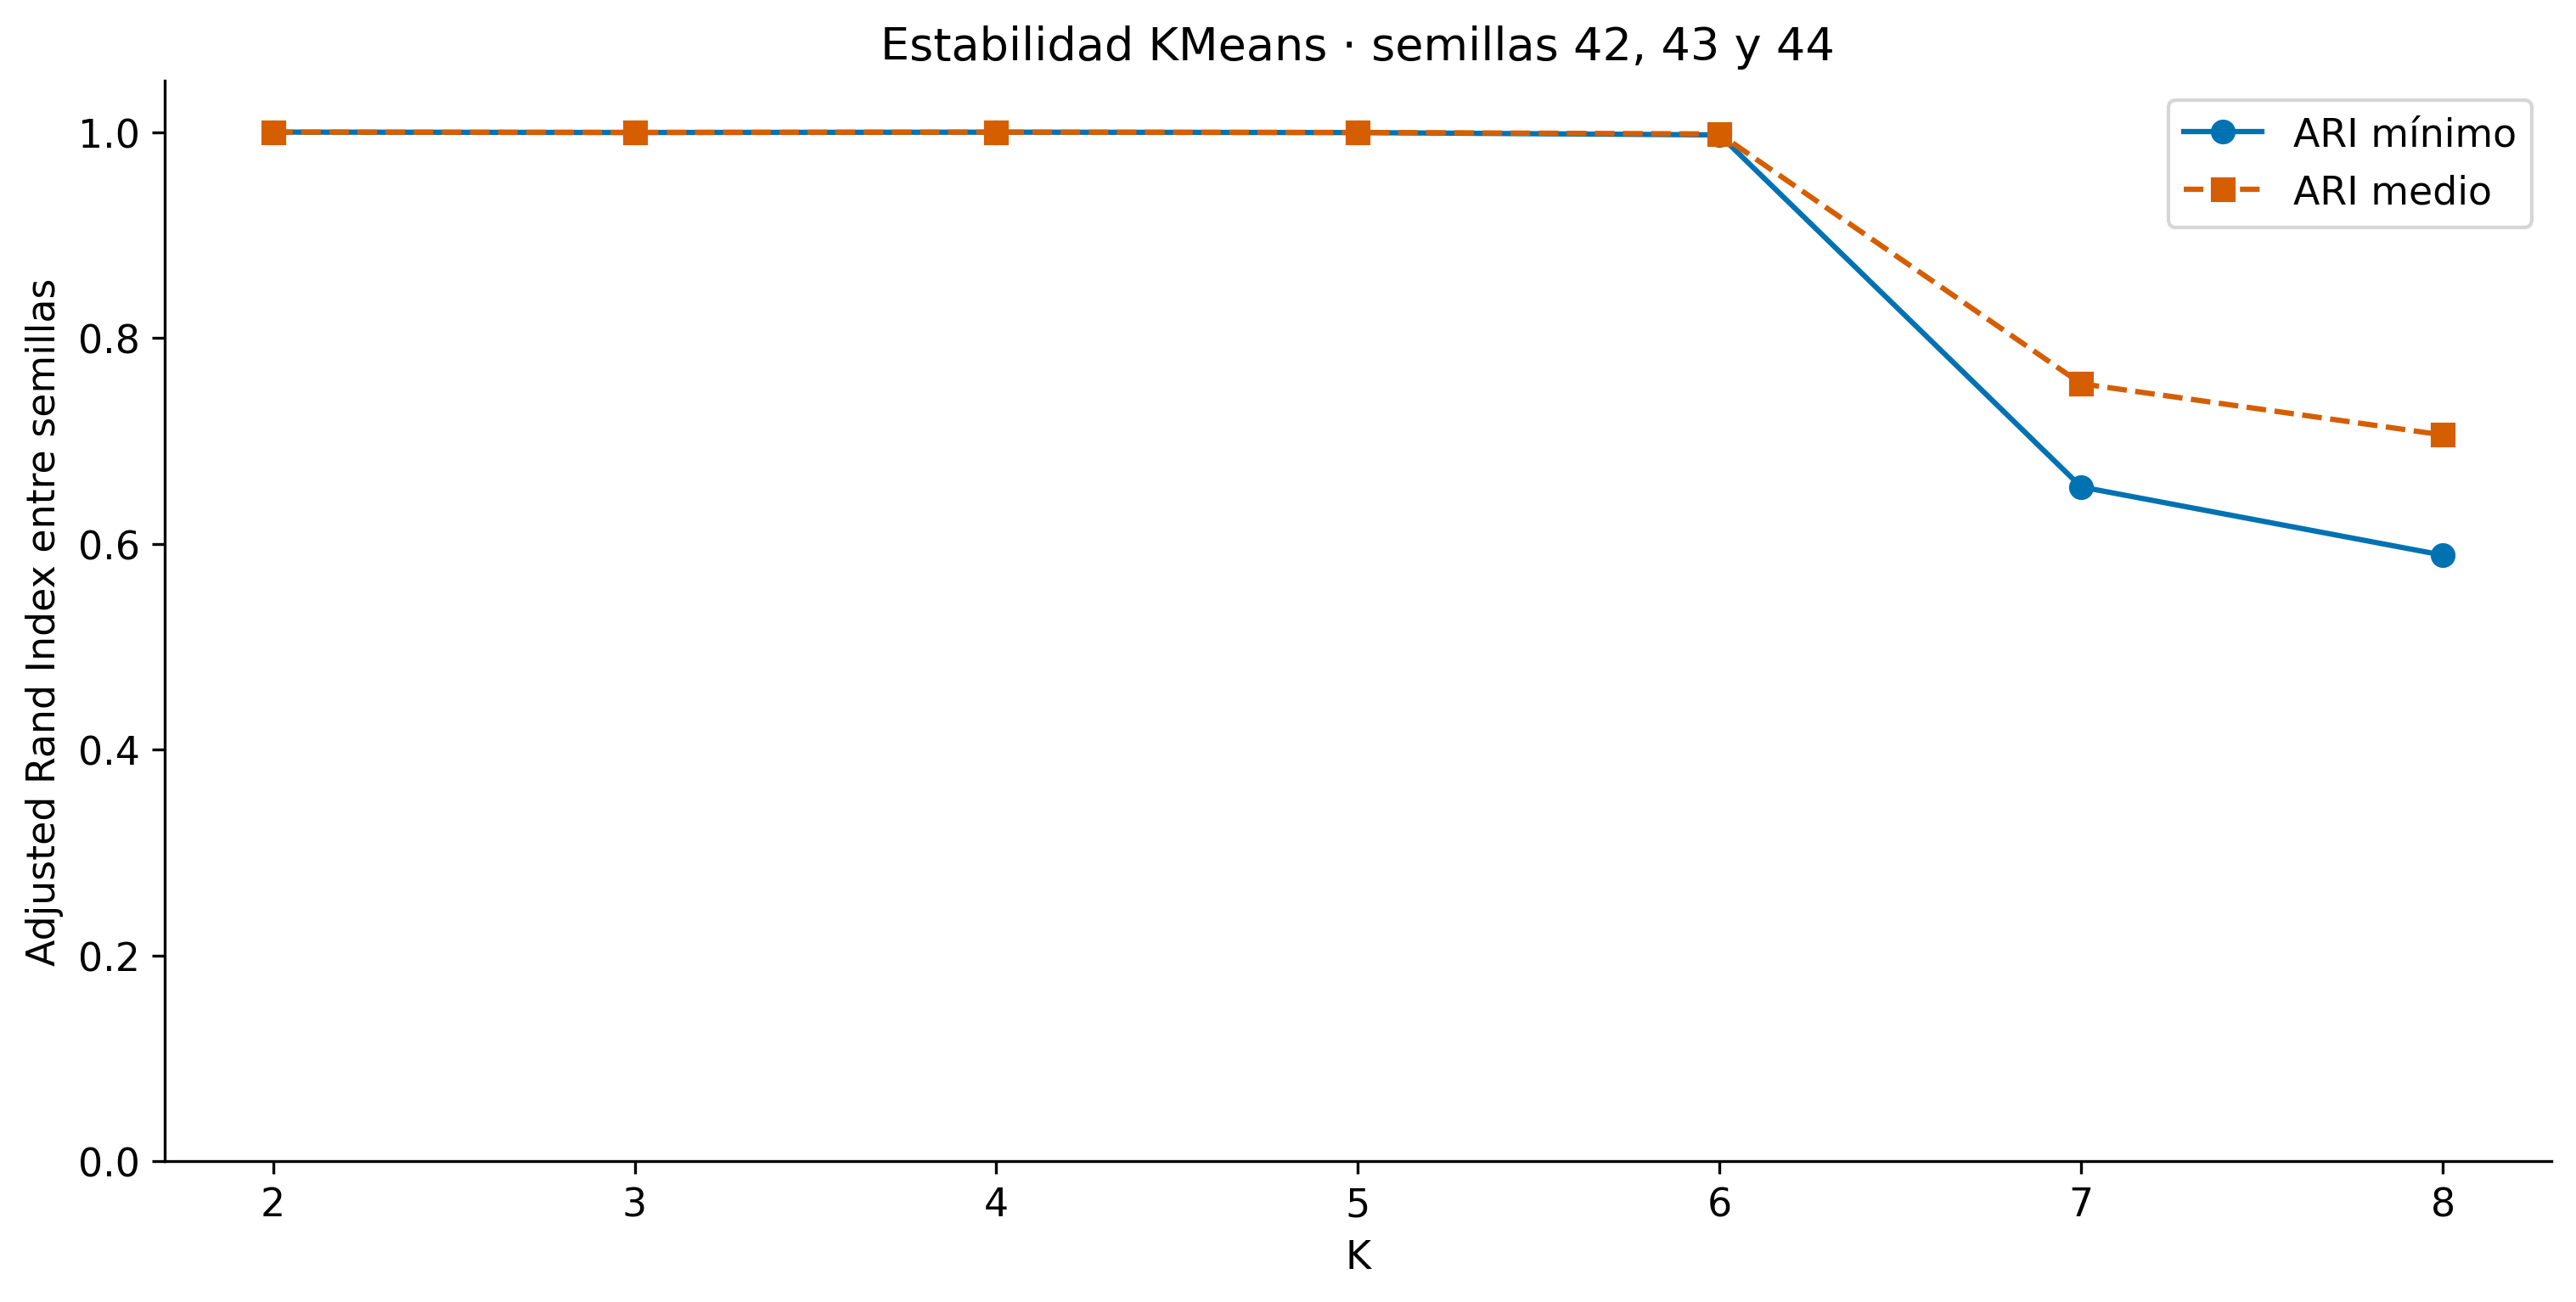 Estabilidad KMeans · semillas 42, 43 y 44
ARI mínimo
ARI medio
Adjusted Rand Index entre semillas
1.0
0.8
0.6
0.4
0.2
0.0
2 3 4 5 6 7 8
K